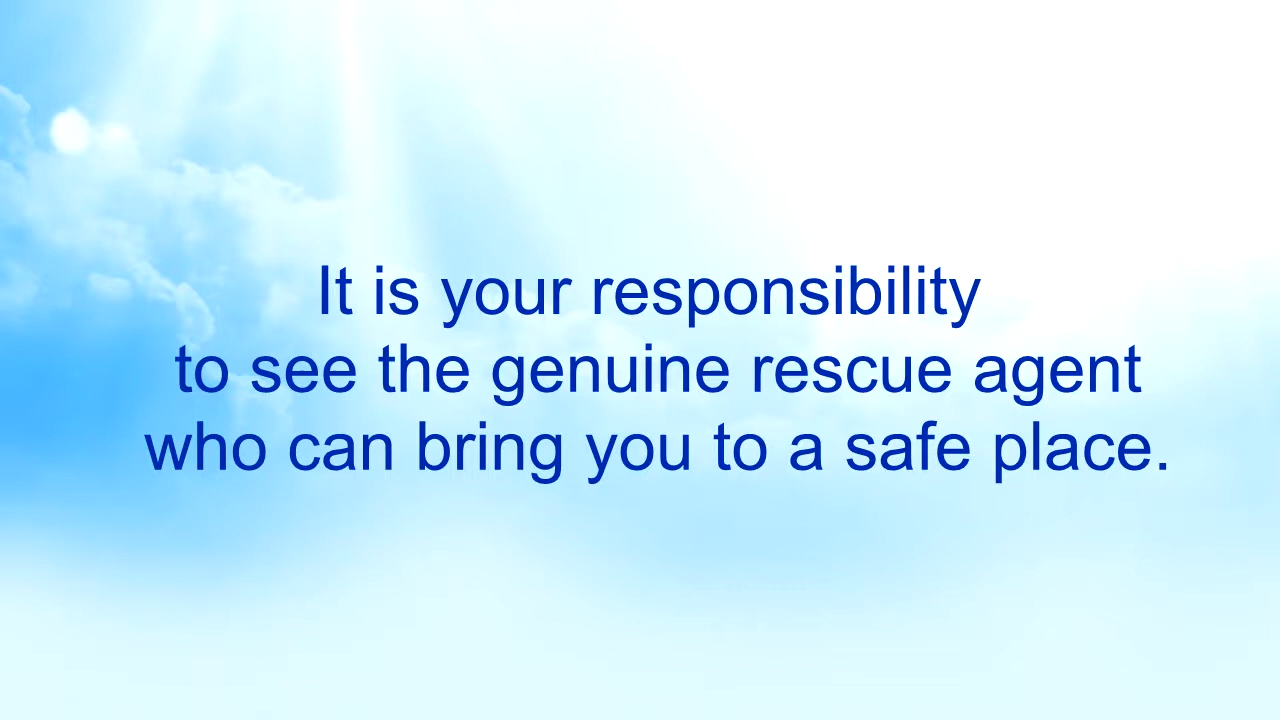 It is your responsibility
to see the genuine rescue agent
who can bring you to a safe place.